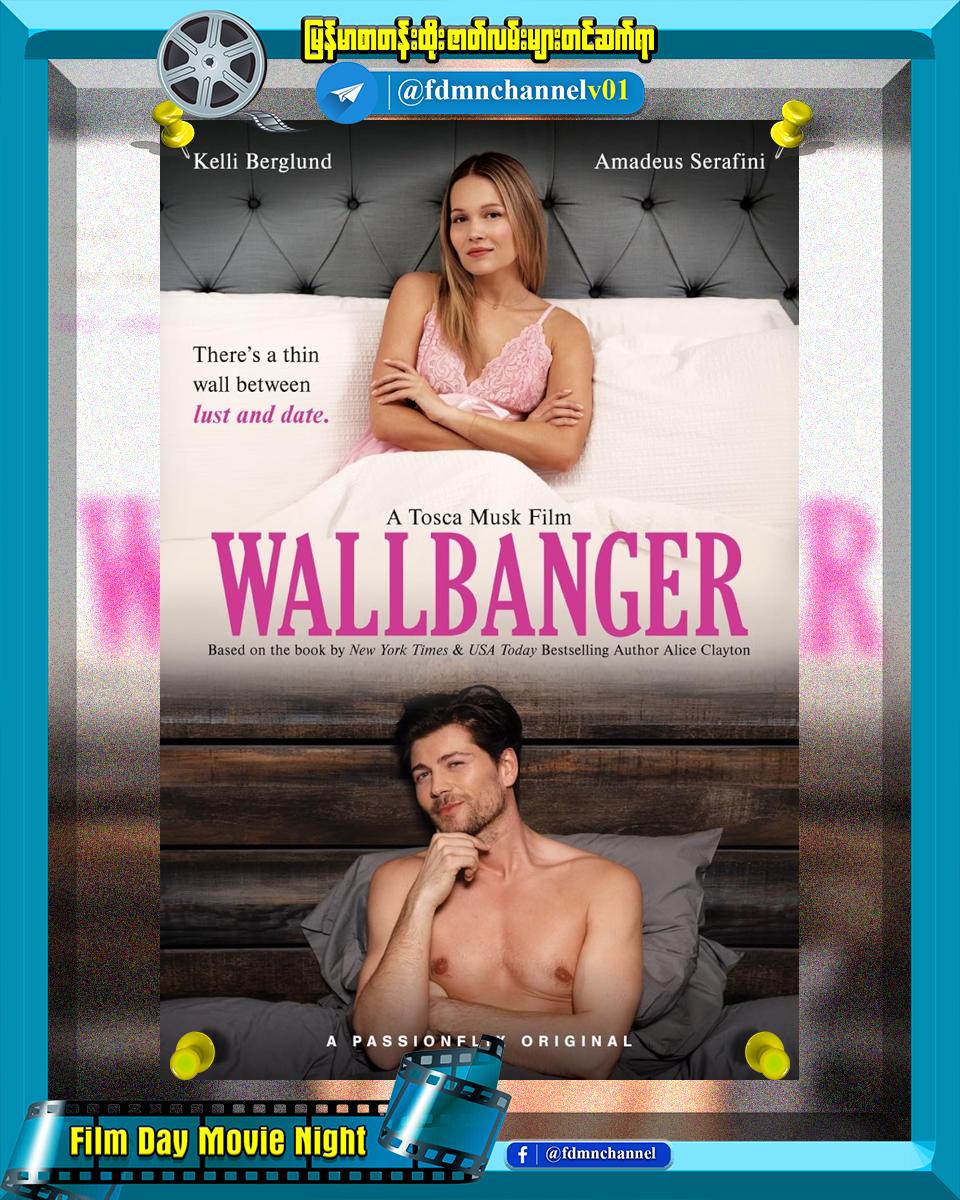 မြန်မာစာတန်းထိုးဇာတ်လမ်းများတင်ဆက်ရာ
@fdmnchannelv01
Kelli Berglund
Amadeus Serafini
There's a thin
wall between
lust and date.
A Tosca Musk Film
WALLBANGER
Based on the book by New York Times & USA Today Bestselling Author Alice Clayton
A PASSIONFLIX ORIGINAL
Film Day Movie Night
f | @fdmnchannel